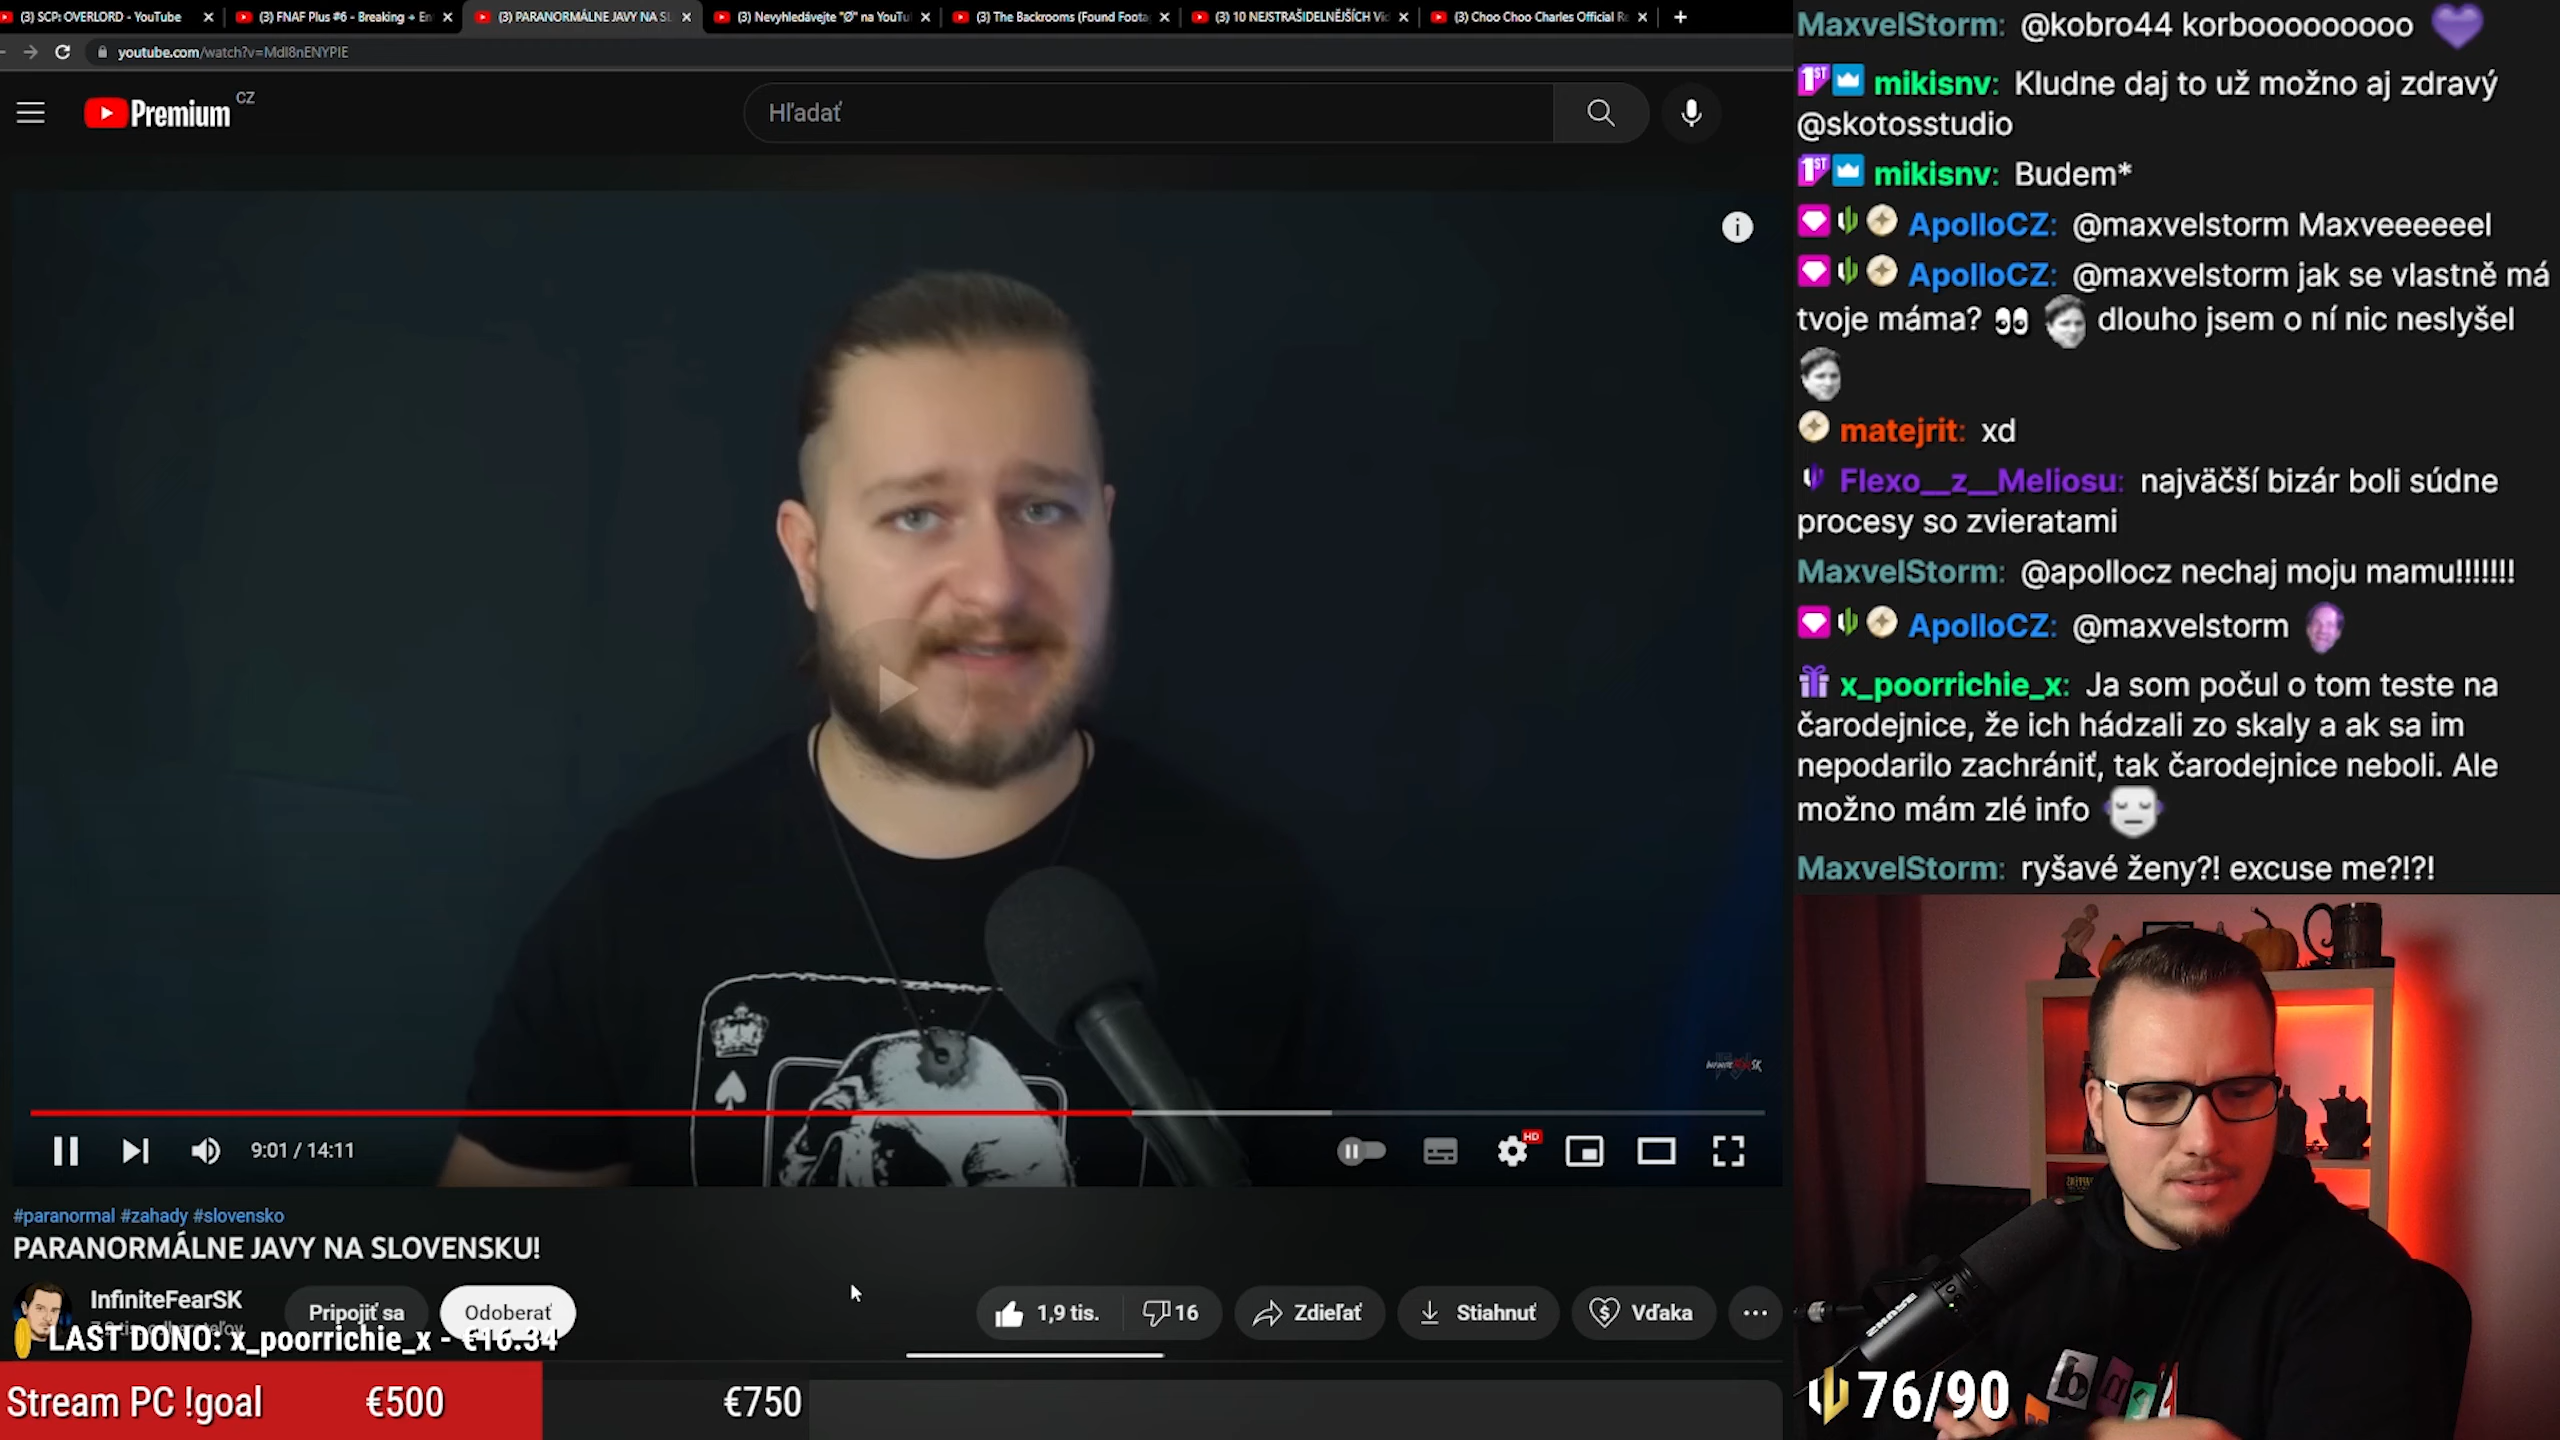 (3) SCP: OVERLORD - YouTube
(3) FNAF Plus #6 - Breaking + En
(3) PARANORMÁLNE JAVY NA S
(3) Nevyhledávejte "Ø" na YouTu
(3) The Backrooms (Found Foota
(3) 10 NEJSTRAŠIDELNĚJŠÍCH Vi
(3) Choo Choo Charles Official Re
youtube.com/watch?v=MdI8nENYPIE
Premium CZ
Hľadať
9:01 / 14:11
HD
#paranormal #zahady #slovensko
PARANORMÁLNE JAVY NA SLOVENSKU!
InfiniteFearSK
Pripojiť sa
Odoberať
1,9 tis.
16
Zdieľať
Stiahnuť
Vďaka
LAST DONO: x_poorrichie_x - €16.34
Stream PC !goal €500 €750
MaxvelStorm: @kobro44 korbooooooooo
1ST mikisnv: Kludne daj to už možno aj zdravý
@skotosstudio
1ST mikisnv: Budem*
ApolloCZ: @maxvelstorm Maxveeeeeel
ApolloCZ: @maxvelstorm jak se vlastně má
tvoje máma? dlouho jsem o ní nic neslyšel
matejrit: xd
Flexo__z__Meliosu: najväčší bizár boli súdne
procesy so zvieratami
MaxvelStorm: @apollocz nechaj moju mamu!!!!!!!
ApolloCZ: @maxvelstorm
x_poorrichie_x: Ja som počul o tom teste na
čarodejnice, že ich hádzali zo skaly a ak sa im
nepodarilo zachrániť, tak čarodejnice neboli. Ale
možno mám zlé info
MaxvelStorm: ryšavé ženy?! excuse me?!?!
76/90